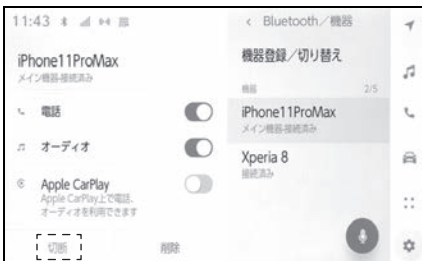 11:43
iPhone11ProMax
メイン機器-接続済み
電話
オーディオ
Apple CarPlay
Apple CarPlay上で電話、
オーディオを利用できます
切断 削除
< Bluetooth／機器
機器登録／切り替え
機器 2/5
iPhone11ProMax
メイン機器-接続済み
Xperia 8
接続済み